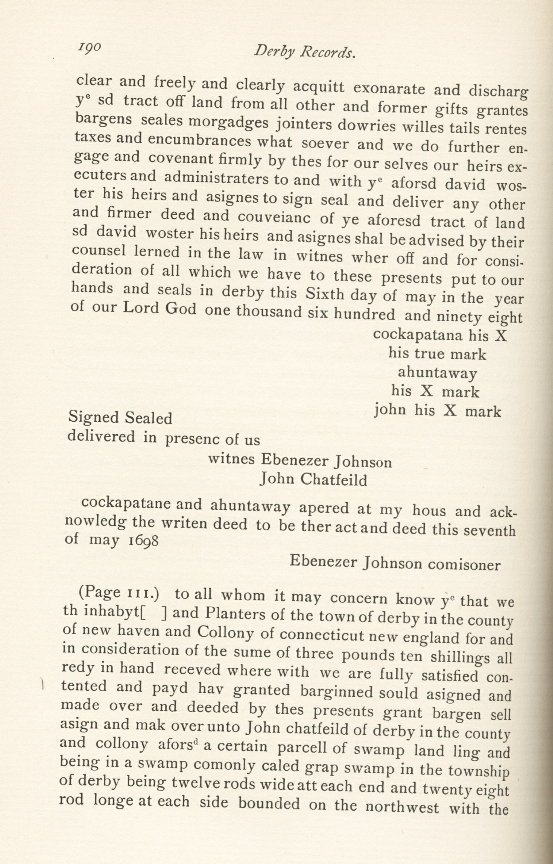 190 Derby Records.
clear and freely and clearly acquitt exonarate and discharg
yᵉ sd tract off land from all other and former gifts grantes
bargens seales morgadges jointers dowries willes tails rentes
taxes and encumbrances what soever and we do further en-
gage and covenant firmly by thes for our selves our heirs ex-
ecuters and administraters to and with yᵉ aforsd david wos-
ter his heirs and asignes to sign seal and deliver any other
and firmer deed and couveianc of ye aforesd tract of land
sd david woster his heirs and asignes shal be advised by their
counsel lerned in the law in witnes wher off and for consi-
deration of all which we have to these presents put to our
hands and seals in derby this Sixth day of may in the year
of our Lord God one thousand six hundred and ninety eight
cockapatana his X
his true mark
ahuntaway
his X mark
john his X mark
Signed Sealed
delivered in presenc of us
witnes Ebenezer Johnson
John Chatfeild
cockapatane and ahuntaway apered at my hous and ack-
nowledg the writen deed to be ther act and deed this seventh
of may 1698
Ebenezer Johnson comisoner
(Page 111.) to all whom it may concern know yᵉ that we
th inhabyt[ ] and Planters of the town of derby in the county
of new haven and Collony of connecticut new england for and
in consideration of the sume of three pounds ten shillings all
redy in hand receved where with we are fully satisfied con-
tented and payd hav granted barginned sould asigned and
made over and deeded by thes presents grant bargen sell
asign and mak over unto John chatfeild of derby in the county
and collony aforsᵈ a certain parcell of swamp land ling and
being in a swamp comonly caled grap swamp in the township
of derby being twelve rods wide att each end and twenty eight
rod longe at each side bounded on the northwest with the